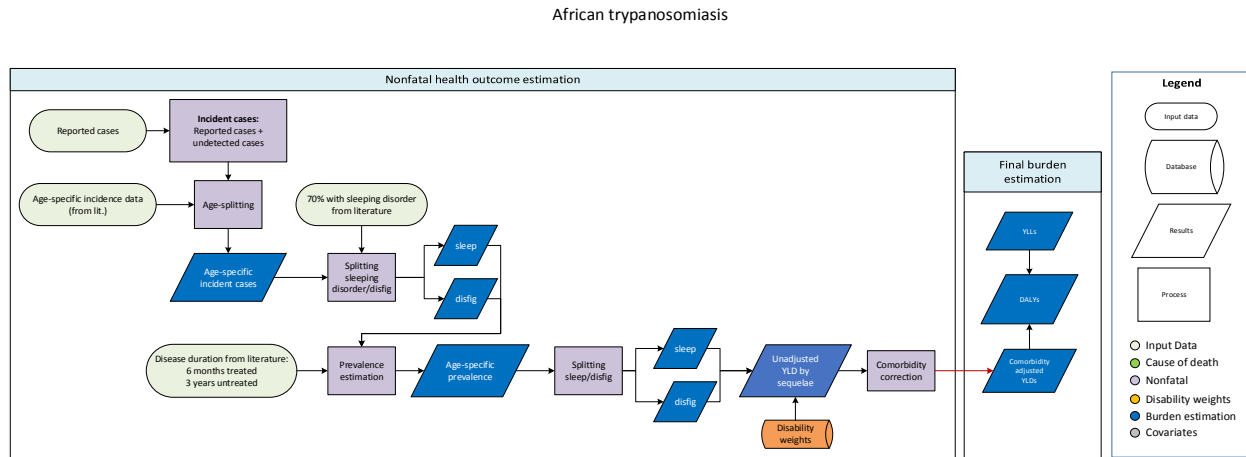 African trypanosomiasis
Nonfatal health outcome estimation
Reported cases
Incident cases:
Reported cases +
undetected cases
Age-specific incidence data
(from lit.)
Age-splitting
70% with sleeping disorder
from literature
Age-specific
incident cases
Splitting
sleeping
disorder/disfig
sleep
disfig
Disease duration from literature:
6 months treated
3 years untreated
Prevalence
estimation
Age-specific
prevalence
Splitting
sleep/disfig
sleep
disfig
Unadjusted
YLD by
sequelae
Disability
weights
Comorbidity
correction
Final burden
estimation
YLLs
DALYs
Comorbidity
adjusted
YLDs
Legend
Input data
Database
Results
Process
Input Data
Cause of death
Nonfatal
Disability weights
Burden estimation
Covariates